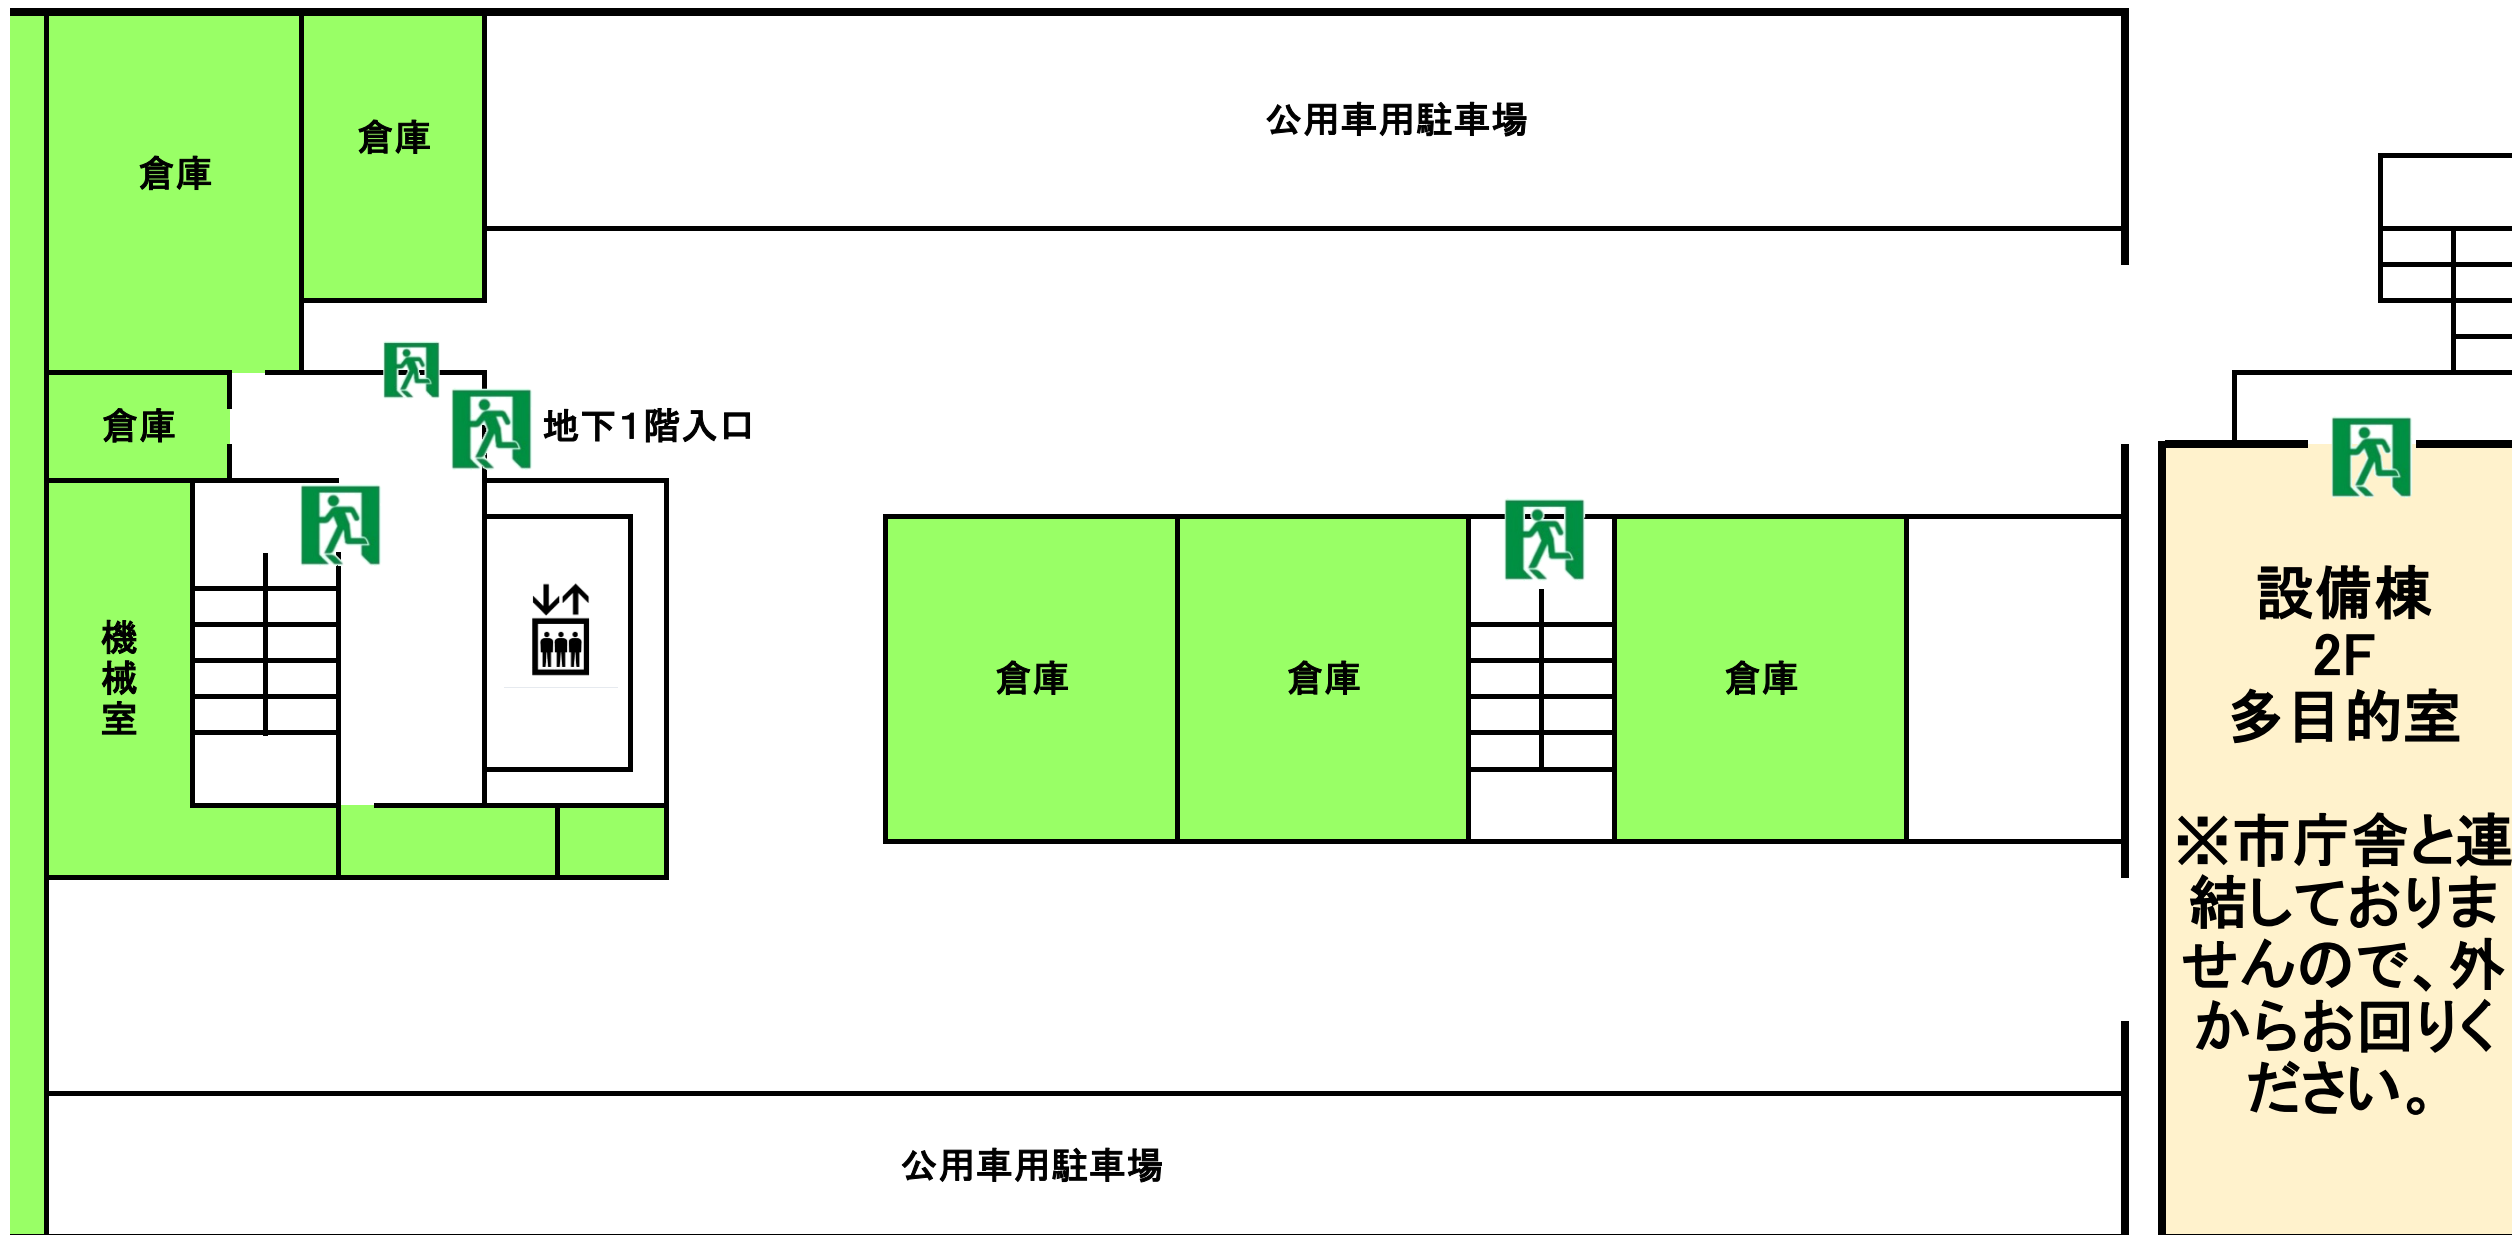 公用車用駐車場
倉庫
倉庫
倉庫
地下1階入口
機
械
室
倉庫
倉庫
倉庫
公用車用駐車場
設備棟
2F
多目的室
※市庁舎と連
結しておりま
せんので、外
からお回りく
ださい。